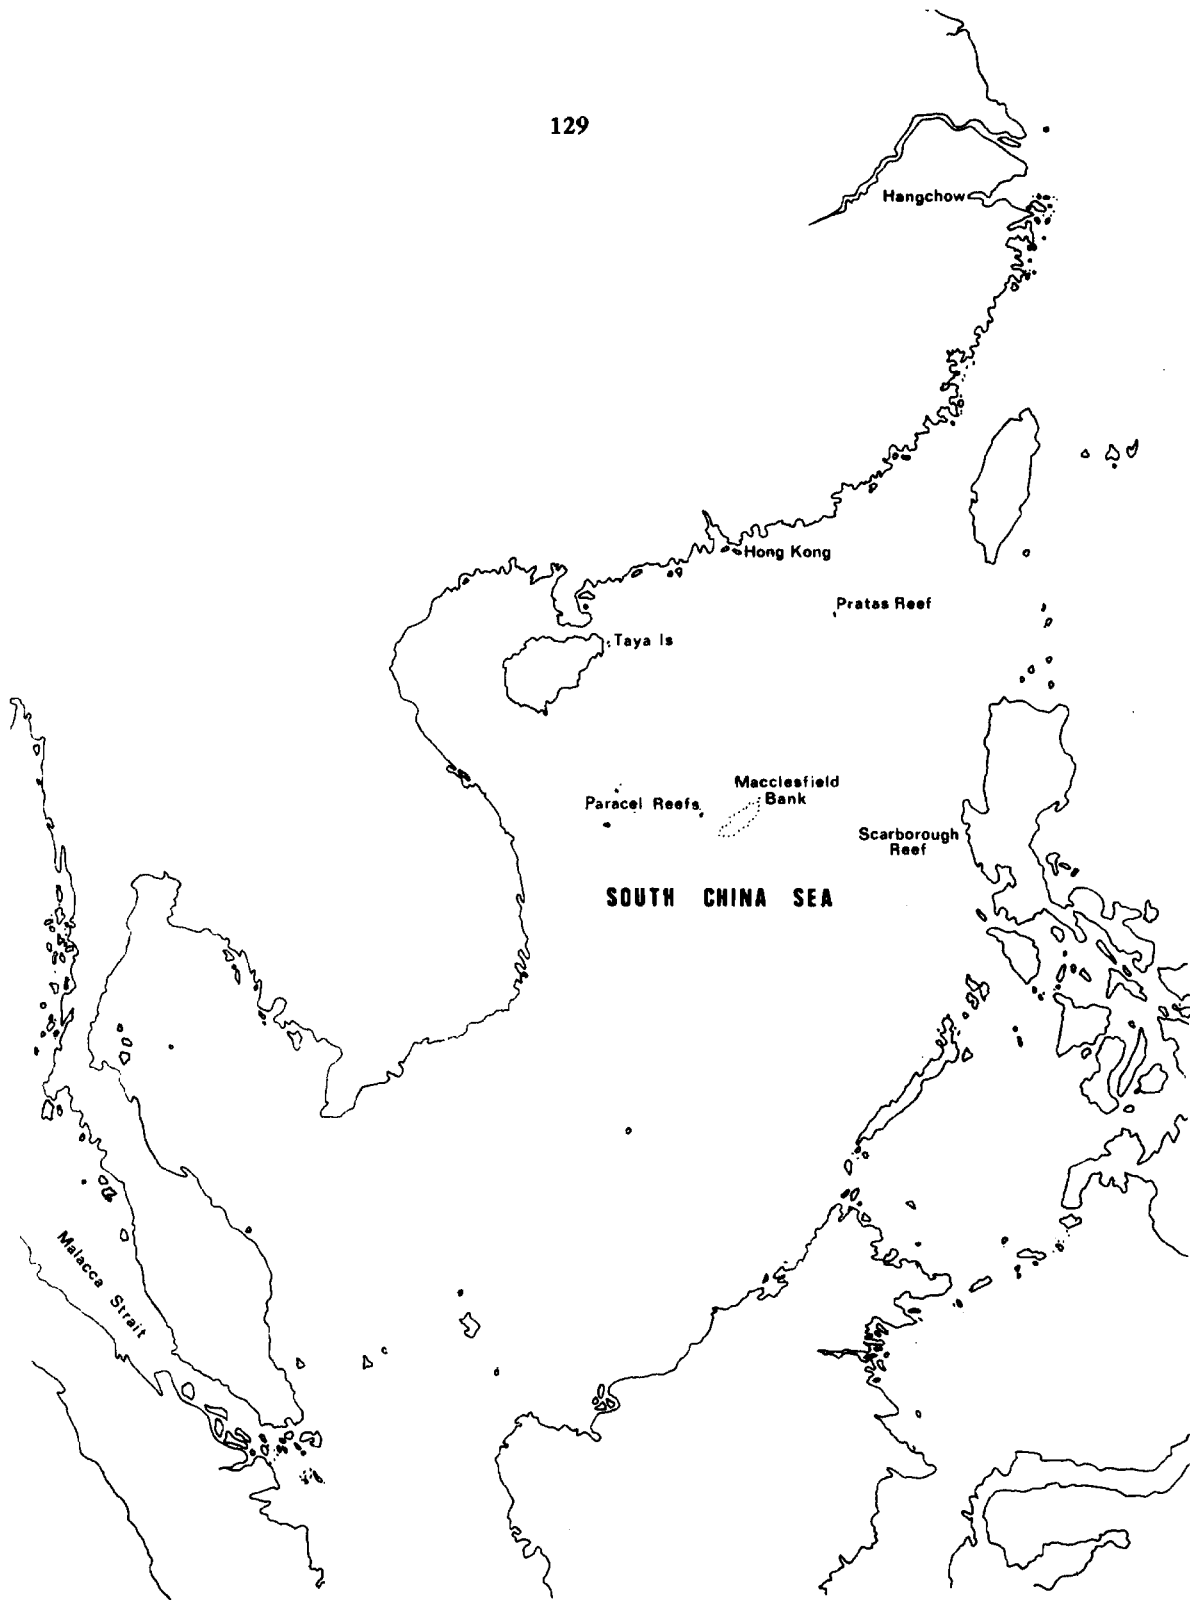 129
Hangchow
Hong Kong
Pratas Reef
Taya Is
Macclesfield
Bank
Paracel Reefs
Scarborough
Reef
SOUTH CHINA SEA
Malacca Strait